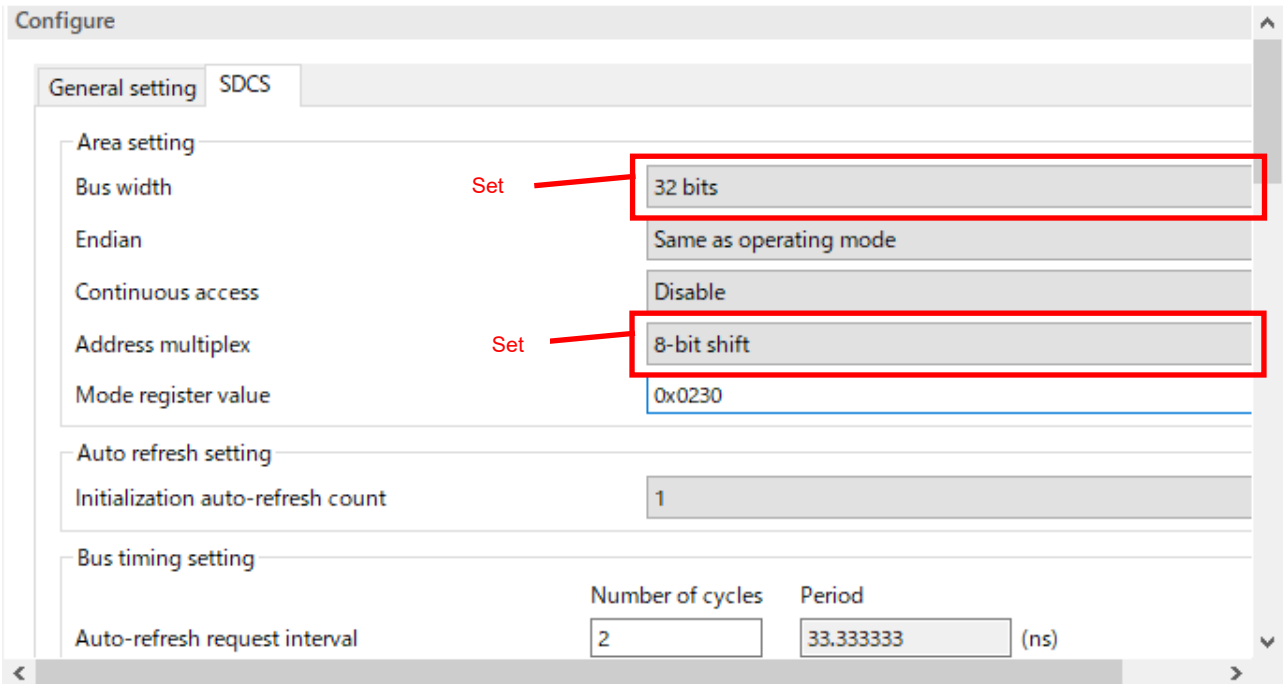 Configure
General setting SDCS
Area setting
Bus width Set 32 bits
Endian Same as operating mode
Continuous access Disable
Address multiplex Set 8-bit shift
Mode register value 0x0230
Auto refresh setting
Initialization auto-refresh count 1
Bus timing setting
Number of cycles Period
Auto-refresh request interval 2 33.333333 (ns)